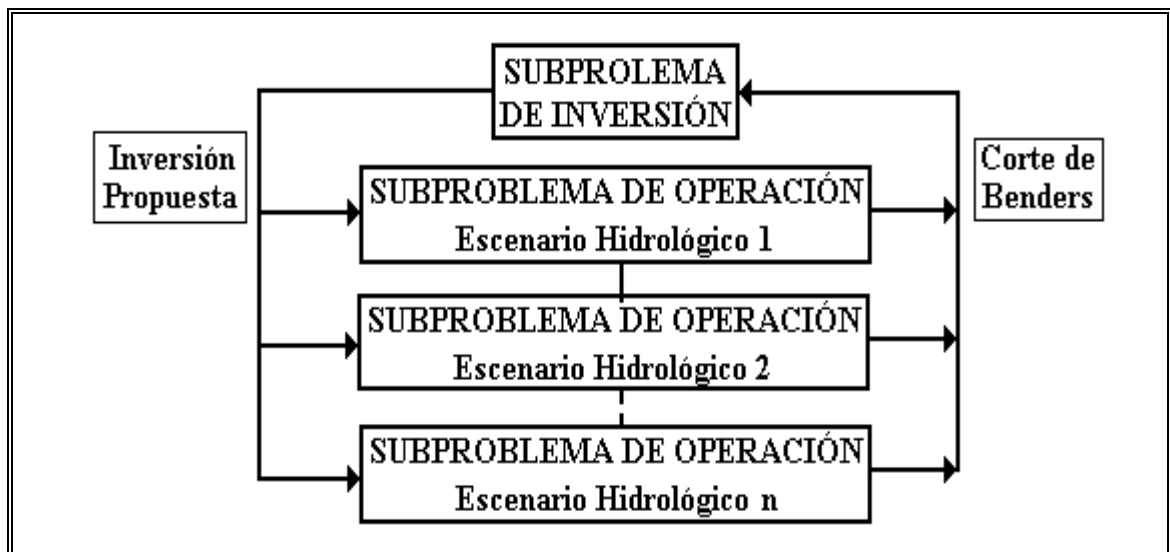 SUBPROLEMA
DE INVERSIÓN
Inversión
Propuesta
Corte de
Benders
SUBPROBLEMA DE OPERACIÓN
Escenario Hidrológico 1
SUBPROBLEMA DE OPERACIÓN
Escenario Hidrológico 2
SUBPROBLEMA DE OPERACIÓN
Escenario Hidrológico n